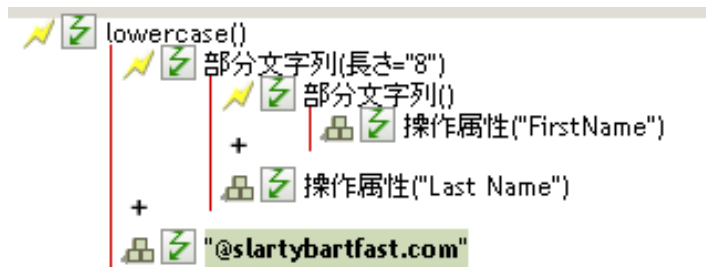 lowercase()
部分文字列(長さ="8")
部分文字列()
操作属性("FirstName")
+
操作属性("Last Name")
+
"@slartybartfast.com"